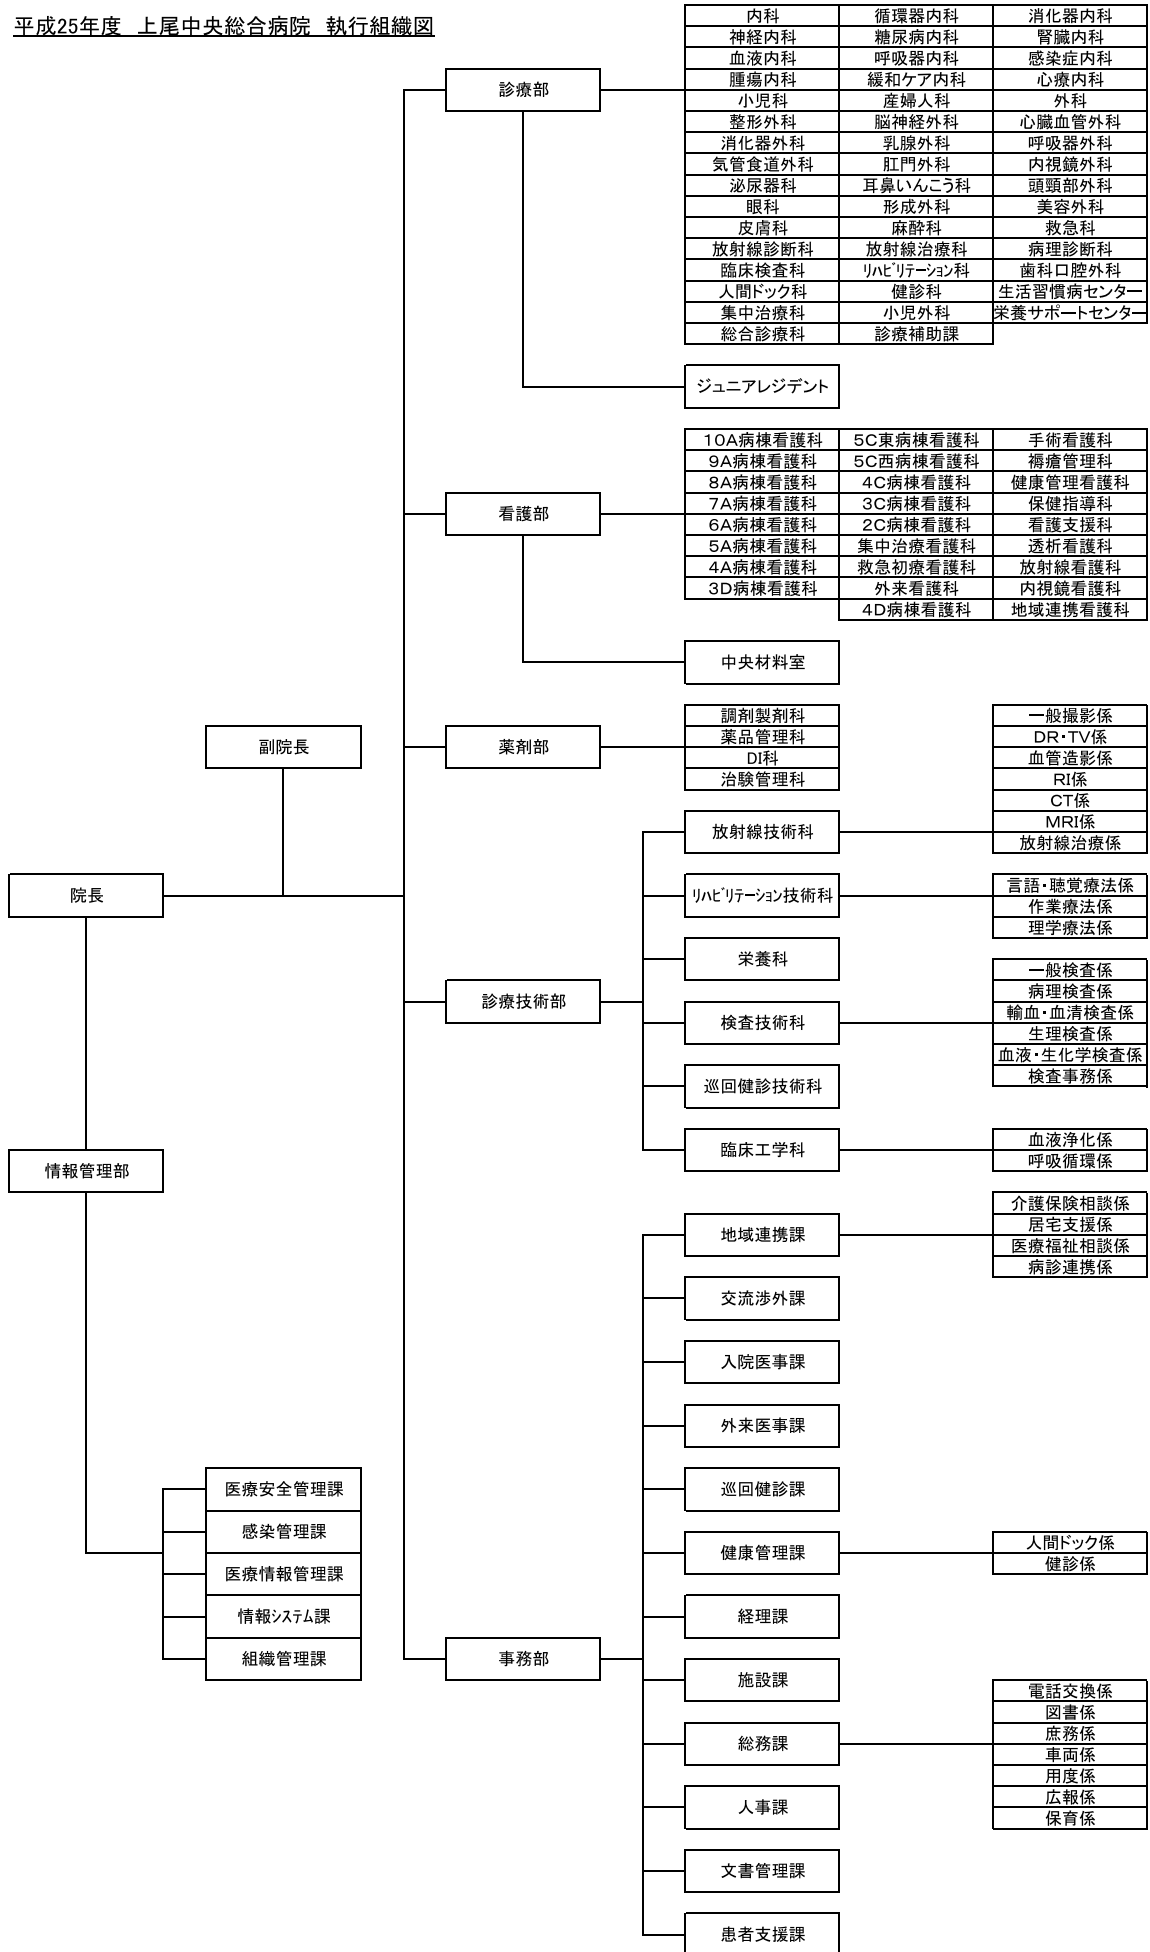 平成25年度　上尾中央総合病院　執行組織図
内科 循環器内科 消化器内科
神経内科 糖尿病内科 腎臓内科
血液内科 呼吸器内科 感染症内科
腫瘍内科 緩和ケア内科 心療内科
小児科 産婦人科 外科
整形外科 脳神経外科 心臓血管外科
消化器外科 乳腺外科 呼吸器外科
気管食道外科 肛門外科 内視鏡外科
泌尿器科 耳鼻いんこう科 頭頸部外科
眼科 形成外科 美容外科
皮膚科 麻酔科 救急科
放射線診断科 放射線治療科 病理診断科
臨床検査科 ﾘﾊﾋﾞﾘﾃｰｼｮﾝ科 歯科口腔外科
人間ドック科 健診科 生活習慣病センター
集中治療科 小児外科 栄養サポートセンター
総合診療科 診療補助課
診療部
ジュニアレジデント
10A病棟看護科 5C東病棟看護科 手術看護科
9A病棟看護科 5C西病棟看護科 褥瘡管理科
8A病棟看護科 4C病棟看護科 健康管理看護科
7A病棟看護科 3C病棟看護科 保健指導科
6A病棟看護科 2C病棟看護科 看護支援科
5A病棟看護科 集中治療看護科 透析看護科
4A病棟看護科 救急初療看護科 放射線看護科
3D病棟看護科 外来看護科 内視鏡看護科
4D病棟看護科 地域連携看護科
看護部
中央材料室
副院長
薬剤部
調剤製剤科
薬品管理科
DI科
治験管理科
一般撮影係
DR・TV係
血管造影係
RI係
CT係
MRI係
放射線治療係
放射線技術科
院長
ﾘﾊﾋﾞﾘﾃｰｼｮﾝ技術科
言語・聴覚療法係
作業療法係
理学療法係
栄養科
診療技術部
検査技術科
一般検査係
病理検査係
輸血・血清検査係
生理検査係
血液・生化学検査係
検査事務係
巡回健診技術科
臨床工学科
血液浄化係
呼吸循環係
情報管理部
地域連携課
介護保険相談係
居宅支援係
医療福祉相談係
病診連携係
交流渉外課
入院医事課
外来医事課
巡回健診課
医療安全管理課
感染管理課
医療情報管理課
情報ｼｽﾃﾑ課
組織管理課
健康管理課
人間ドック係
健診係
経理課
事務部
施設課
総務課
電話交換係
図書係
庶務係
車両係
用度係
広報係
保育係
人事課
文書管理課
患者支援課